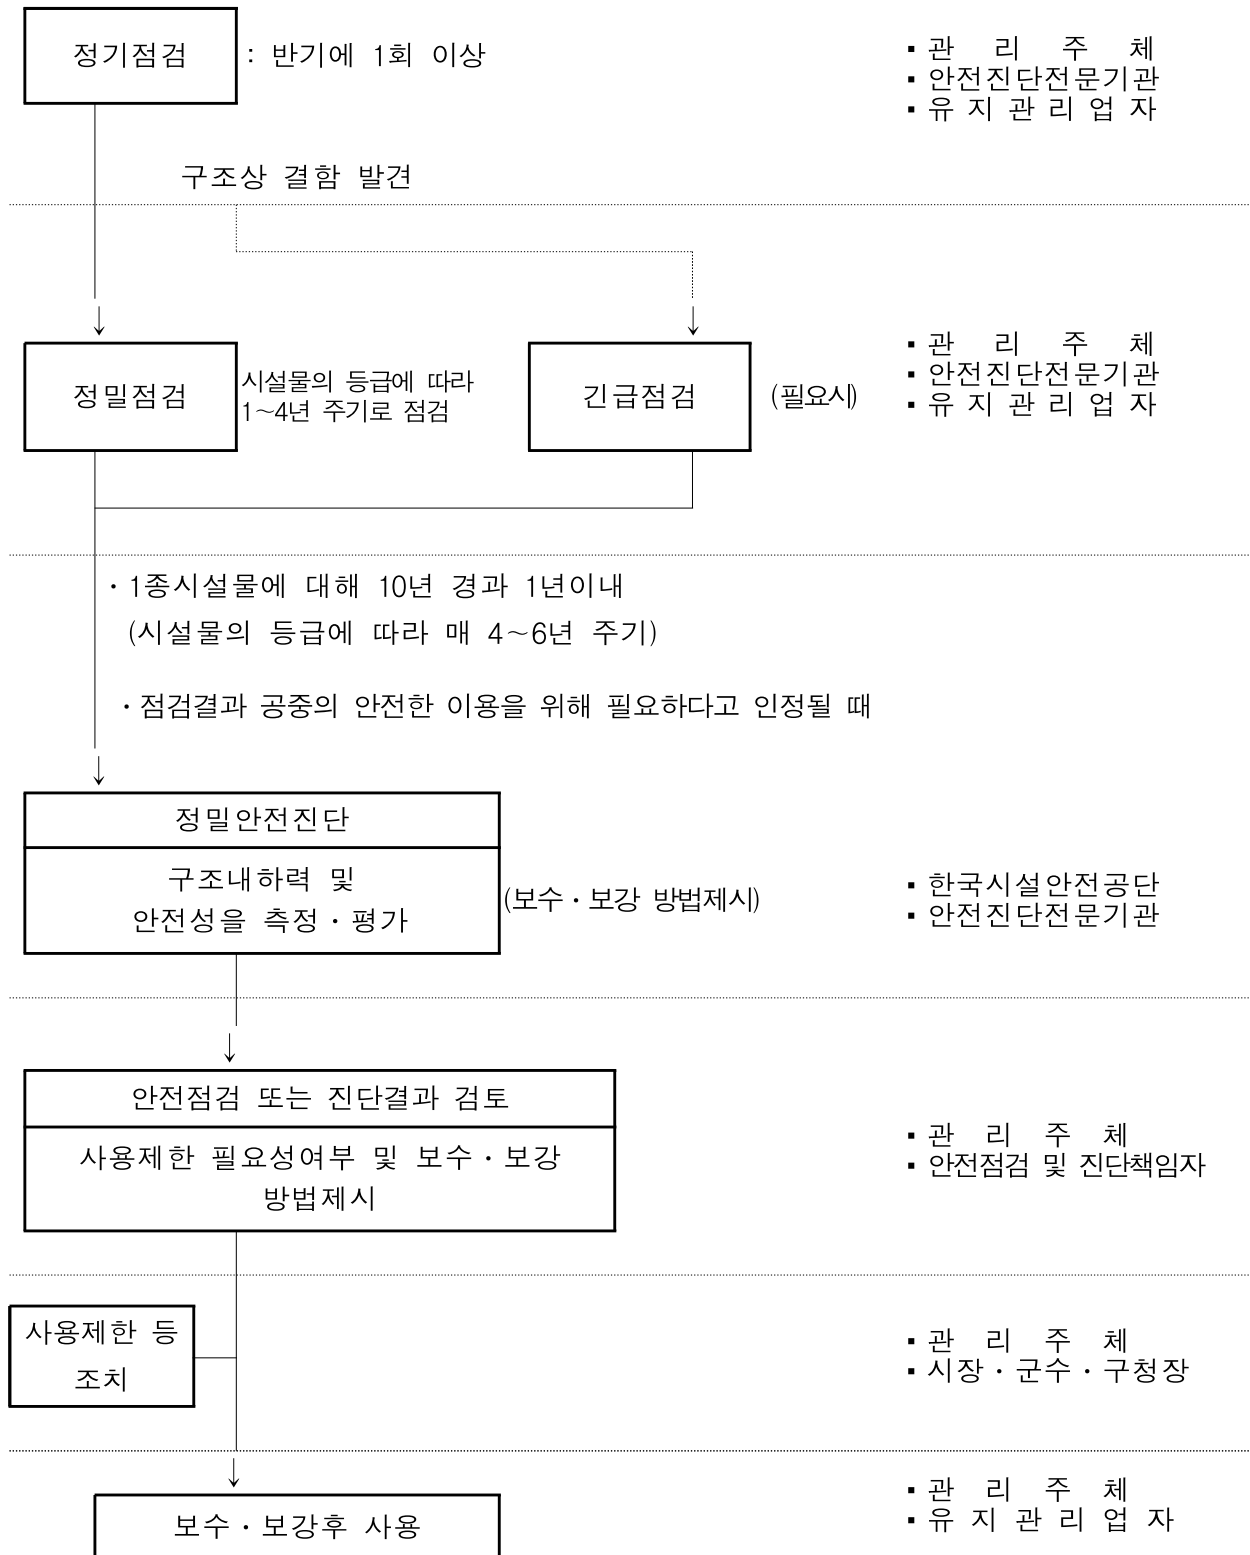 정기점검
: 반기에 1회 이상
▪ 관 리 주 체
▪ 안전진단전문기관
▪ 유 지 관 리 업 자
구조상 결함 발견
정밀점검
시설물의 등급에 따라
1~4년 주기로 점검
긴급점검
(필요시)
▪ 관 리 주 체
▪ 안전진단전문기관
▪ 유 지 관 리 업 자
· 1종시설물에 대해 10년 경과 1년이내
(시설물의 등급에 따라 매 4~6년 주기)
· 점검결과 공중의 안전한 이용을 위해 필요하다고 인정될 때
정밀안전진단
구조내하력 및
안전성을 측정 · 평가
(보수 · 보강 방법제시)
▪ 한국시설안전공단
▪ 안전진단전문기관
안전점검 또는 진단결과 검토
사용제한 필요성여부 및 보수 · 보강
방법제시
▪ 관 리 주 체
▪ 안전점검 및 진단책임자
사용제한 등
조치
▪ 관 리 주 체
▪ 시장 · 군수 · 구청장
보수 · 보강후 사용
▪ 관 리 주 체
▪ 유 지 관 리 업 자